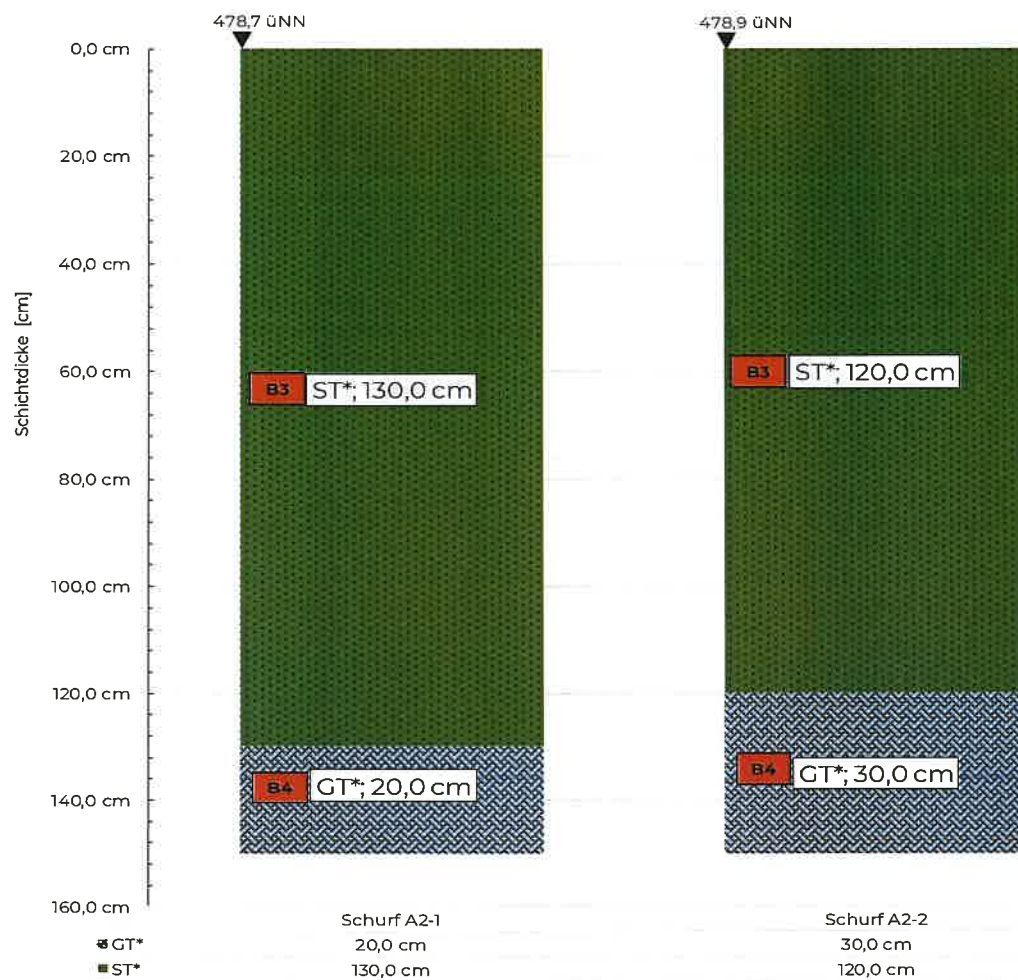 478,7 üNN
478,9 üNN
0,0 cm
20,0 cm
40,0 cm
60,0 cm
80,0 cm
100,0 cm
120,0 cm
140,0 cm
160,0 cm
Schichtdicke [cm]
B3 ST*; 130,0 cm
B3 ST*; 120,0 cm
B4 GT*; 20,0 cm
B4 GT*; 30,0 cm
Schurf A2-1 Schurf A2-2
GT* 20,0 cm 30,0 cm
ST* 130,0 cm 120,0 cm